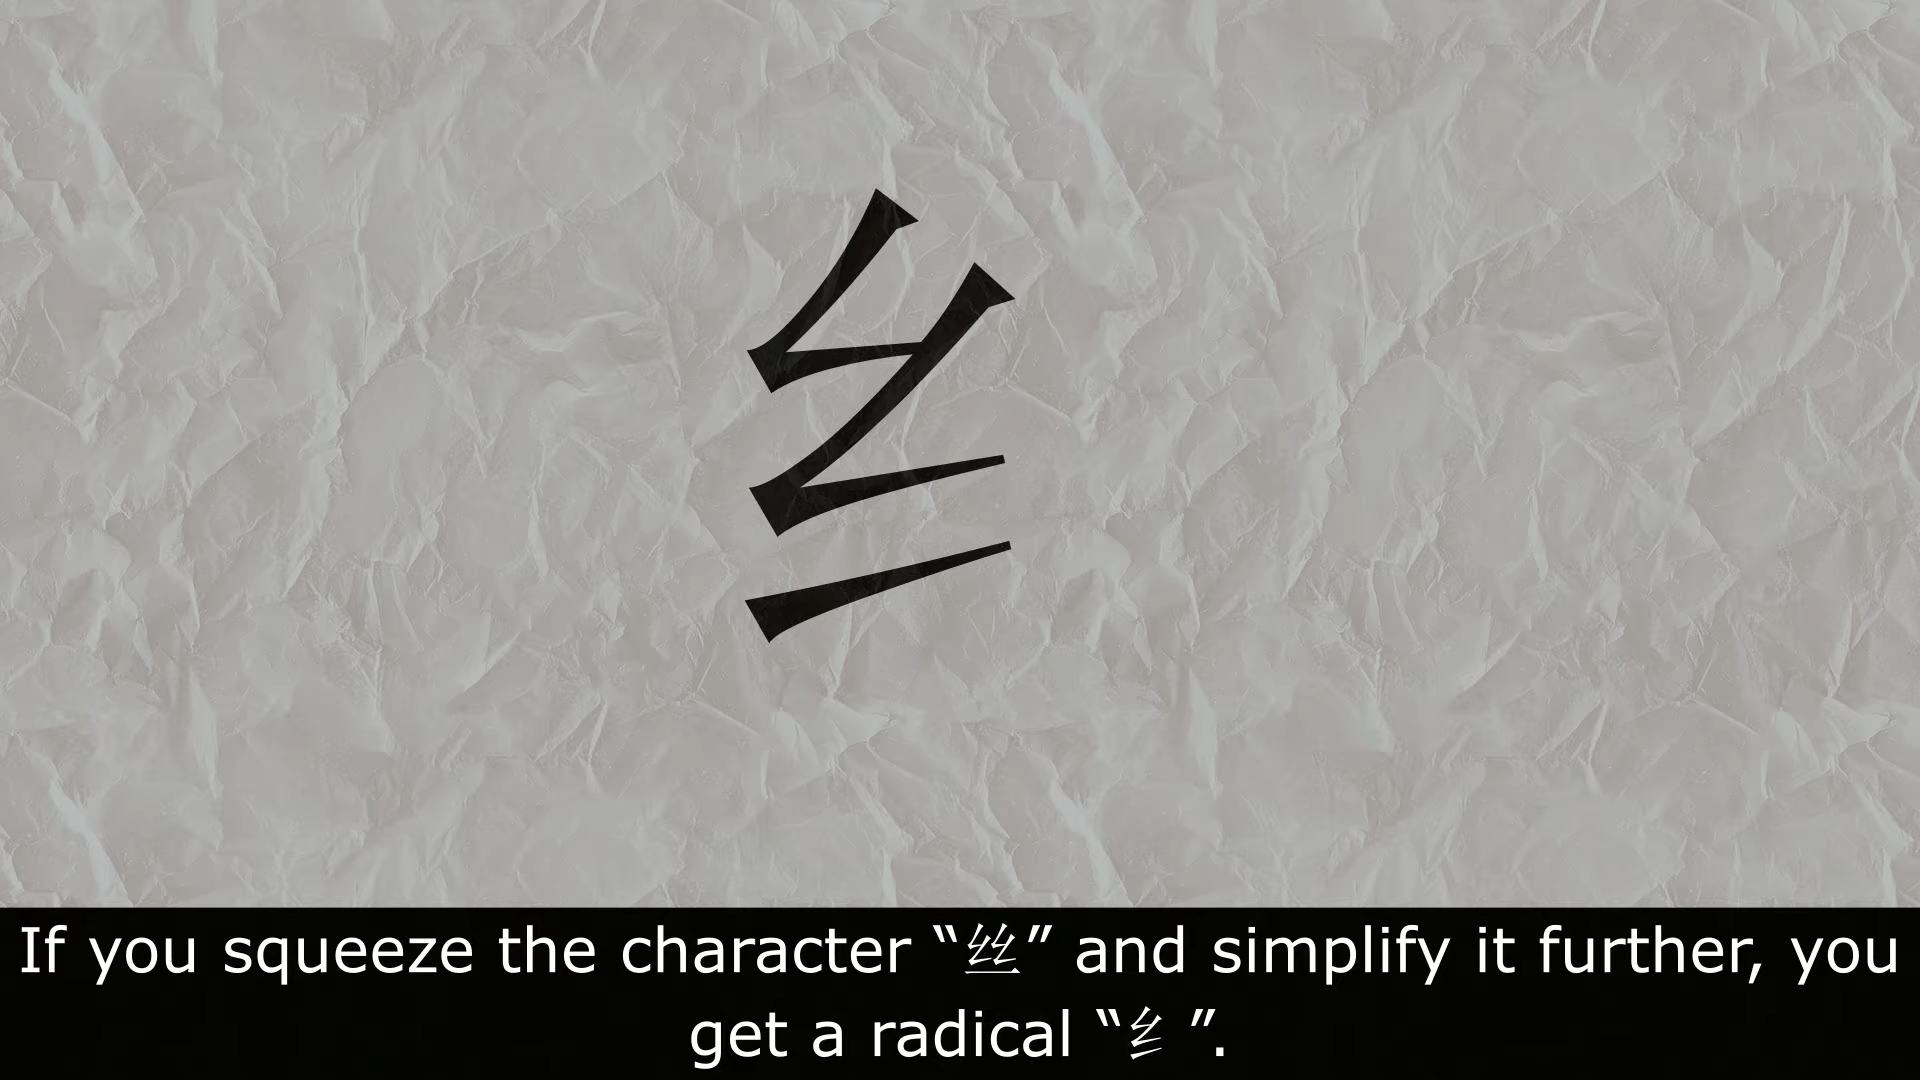 纟
If you squeeze the character “丝” and simplify it further, you
get a radical “纟”.